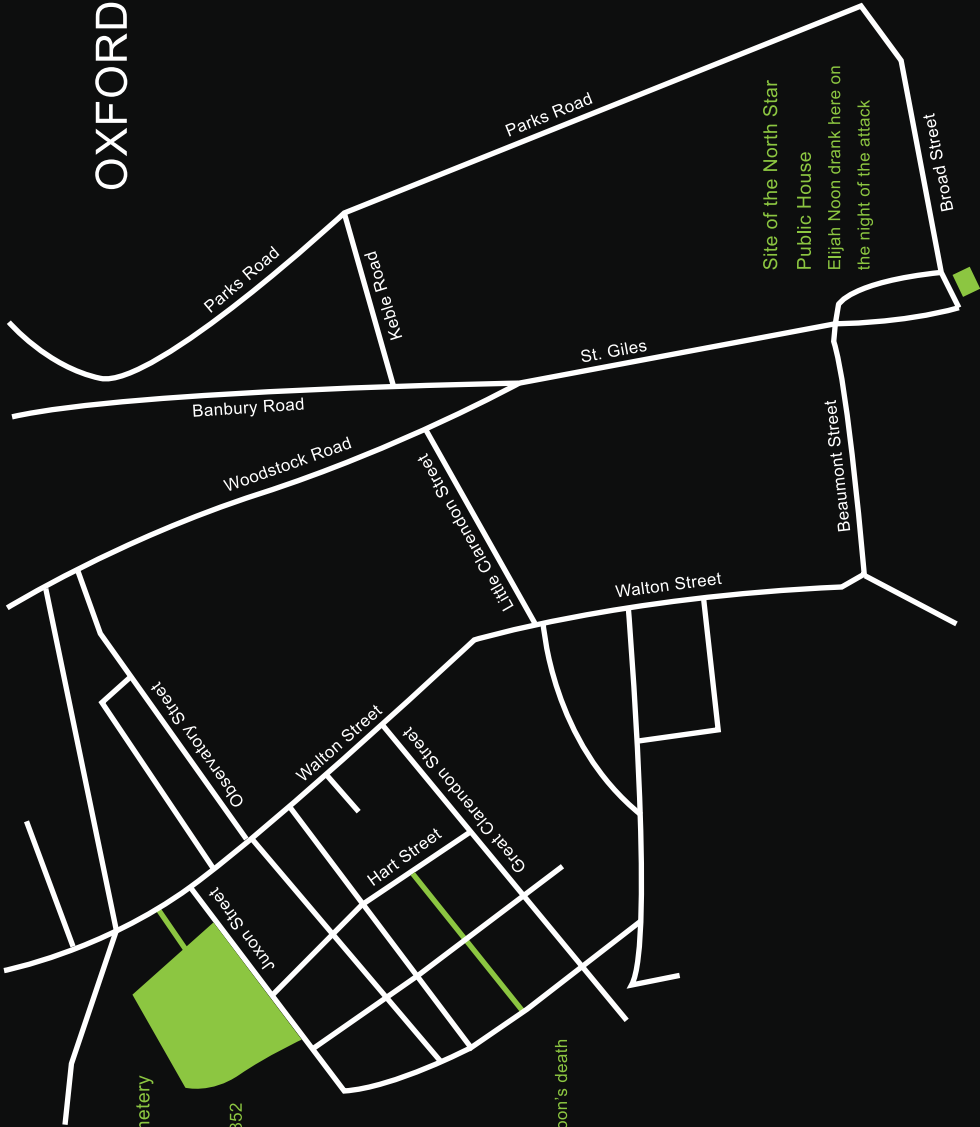 OXFORD
Parks Road
Site of the North Star
Public House
Elijah Noon drank here on
the night of the attack
Broad Street
Parks Road
Keble Road
St. Giles
Banbury Road
Woodstock Road
Little Clarendon Street
Beaumont Street
Walton Street
Observatory Street
Walton Street
Great Clarendon Street
Hart Street
Juxon Street
death